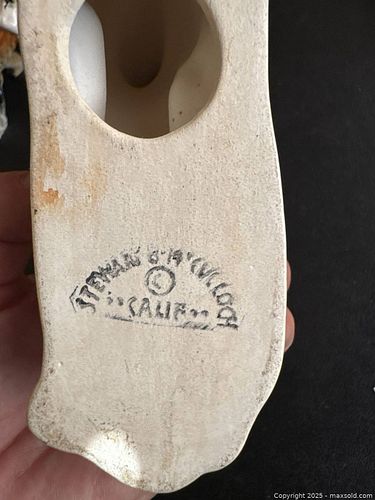 STEWART B. McCULLOCH
©
CALIF.
Copyright 2025 - maxsold.com